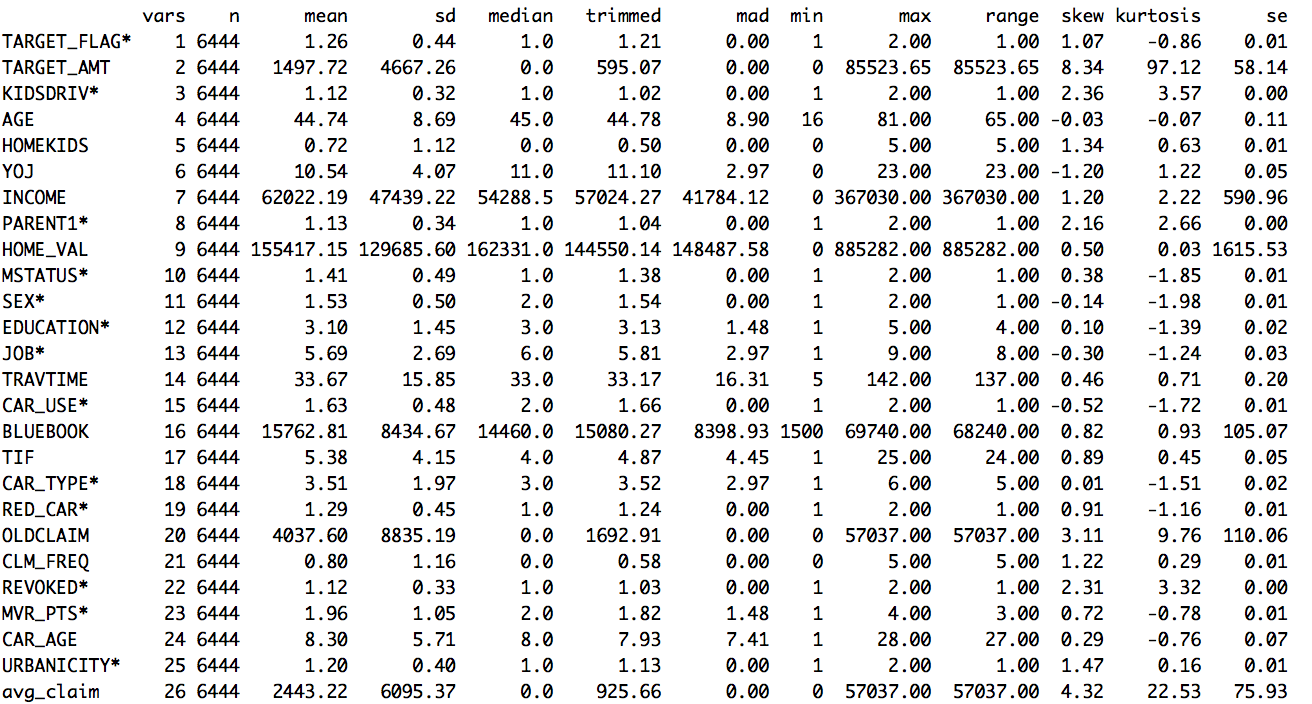 vars n mean sd median trimmed mad min max range skew kurtosis se
TARGET_FLAG* 1 6444 1.26 0.44 1.0 1.21 0.00 1 2.00 1.00 1.07 -0.86 0.01
TARGET_AMT 2 6444 1497.72 4667.26 0.0 595.07 0.00 0 85523.65 85523.65 8.34 97.12 58.14
KIDSDRIV* 3 6444 1.12 0.32 1.0 1.02 0.00 1 2.00 1.00 2.36 3.57 0.00
AGE 4 6444 44.74 8.69 45.0 44.78 8.90 16 81.00 65.00 -0.03 -0.07 0.11
HOMEKIDS 5 6444 0.72 1.12 0.0 0.50 0.00 0 5.00 5.00 1.34 0.63 0.01
YOJ 6 6444 10.54 4.07 11.0 11.10 2.97 0 23.00 23.00 -1.20 1.22 0.05
INCOME 7 6444 62022.19 47439.22 54288.5 57024.27 41784.12 0 367030.00 367030.00 1.20 2.22 590.96
PARENT1* 8 6444 1.13 0.34 1.0 1.04 0.00 1 2.00 1.00 2.16 2.66 0.00
HOME_VAL 9 6444 155417.15 129685.60 162331.0 144550.14 148487.58 0 885282.00 885282.00 0.50 0.03 1615.53
MSTATUS* 10 6444 1.41 0.49 1.0 1.38 0.00 1 2.00 1.00 0.38 -1.85 0.01
SEX* 11 6444 1.53 0.50 2.0 1.54 0.00 1 2.00 1.00 -0.14 -1.98 0.01
EDUCATION* 12 6444 3.10 1.45 3.0 3.13 1.48 1 5.00 4.00 0.10 -1.39 0.02
JOB* 13 6444 5.69 2.69 6.0 5.81 2.97 1 9.00 8.00 -0.30 -1.24 0.03
TRAVTIME 14 6444 33.67 15.85 33.0 33.17 16.31 5 142.00 137.00 0.46 0.71 0.20
CAR_USE* 15 6444 1.63 0.48 2.0 1.66 0.00 1 2.00 1.00 -0.52 -1.72 0.01
BLUEBOOK 16 6444 15762.81 8434.67 14460.0 15080.27 8398.93 1500 69740.00 68240.00 0.82 0.93 105.07
TIF 17 6444 5.38 4.15 4.0 4.87 4.45 1 25.00 24.00 0.89 0.45 0.05
CAR_TYPE* 18 6444 3.51 1.97 3.0 3.52 2.97 1 6.00 5.00 0.01 -1.51 0.02
RED_CAR* 19 6444 1.29 0.45 1.0 1.24 0.00 1 2.00 1.00 0.91 -1.16 0.01
OLDCLAIM 20 6444 4037.60 8835.19 0.0 1692.91 0.00 0 57037.00 57037.00 3.11 9.76 110.06
CLM_FREQ 21 6444 0.80 1.16 0.0 0.58 0.00 0 5.00 5.00 1.22 0.29 0.01
REVOKED* 22 6444 1.12 0.33 1.0 1.03 0.00 1 2.00 1.00 2.31 3.32 0.00
MVR_PTS* 23 6444 1.96 1.05 2.0 1.82 1.48 1 4.00 3.00 0.72 -0.78 0.01
CAR_AGE 24 6444 8.30 5.71 8.0 7.93 7.41 1 28.00 27.00 0.29 -0.76 0.07
URBANICITY* 25 6444 1.20 0.40 1.0 1.13 0.00 1 2.00 1.00 1.47 0.16 0.01
avg_claim 26 6444 2443.22 6095.37 0.0 925.66 0.00 0 57037.00 57037.00 4.32 22.53 75.93